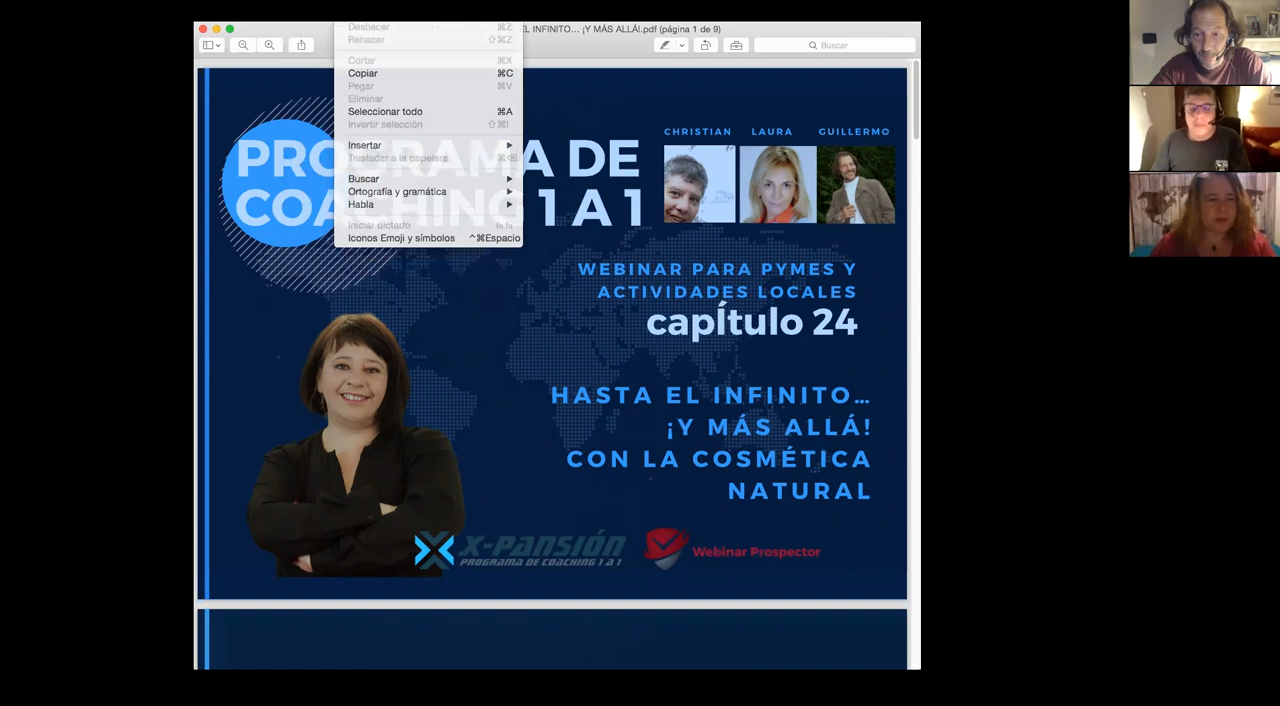 EL INFINITO... ¡Y MÁS ALLÁ!.pdf (página 1 de 9)
Buscar
Deshacer ⌘Z
Rehacer ⇧⌘Z
Cortar ⌘X
Copiar ⌘C
Pegar ⌘V
Eliminar
Seleccionar todo ⌘A
Invertir selección ⇧⌘I
Insertar
Trasladar a la papelera
Buscar
Ortografía y gramática
Habla
Iniciar dictado fn fn
Iconos Emoji y símbolos ^⌘Espacio
PROGRAMA DE
COACHING 1 A 1
CHRISTIAN LAURA GUILLERMO
WEBINAR PARA PYMES Y
ACTIVIDADES LOCALES
capÍtulo 24
HASTA EL INFINITO...
¡Y MÁS ALLÁ!
CON LA COSMÉTICA
NATURAL
X-PANSIÓN
PROGRAMA DE COACHING 1 A 1
Webinar Prospector